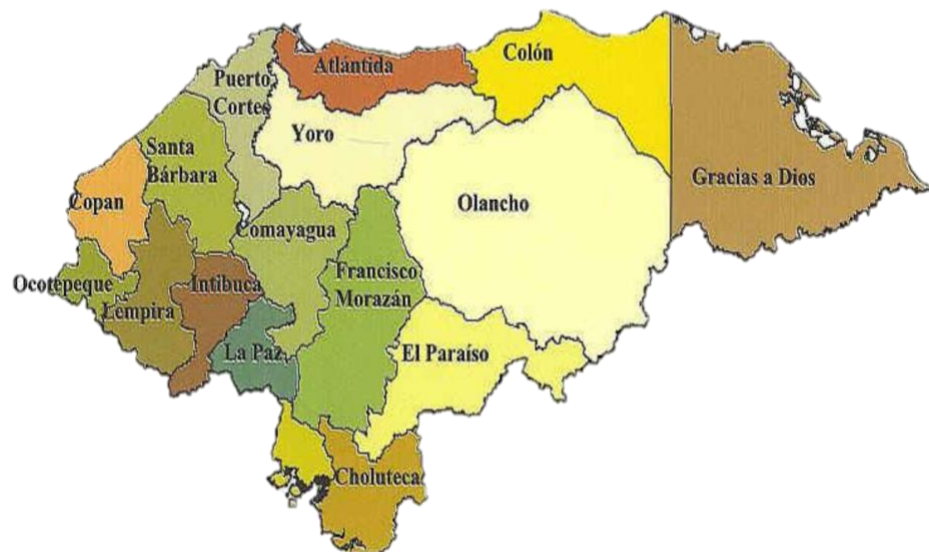 Colón
Atlántida
Puerto
Cortes
Yoro
Santa
Bárbara
Gracias a Dios
Copan
Olancho
Comayagua
Francisco
Morazán
Ocotepeque
Intibuca
Lempira
La Paz
El Paraíso
Choluteca